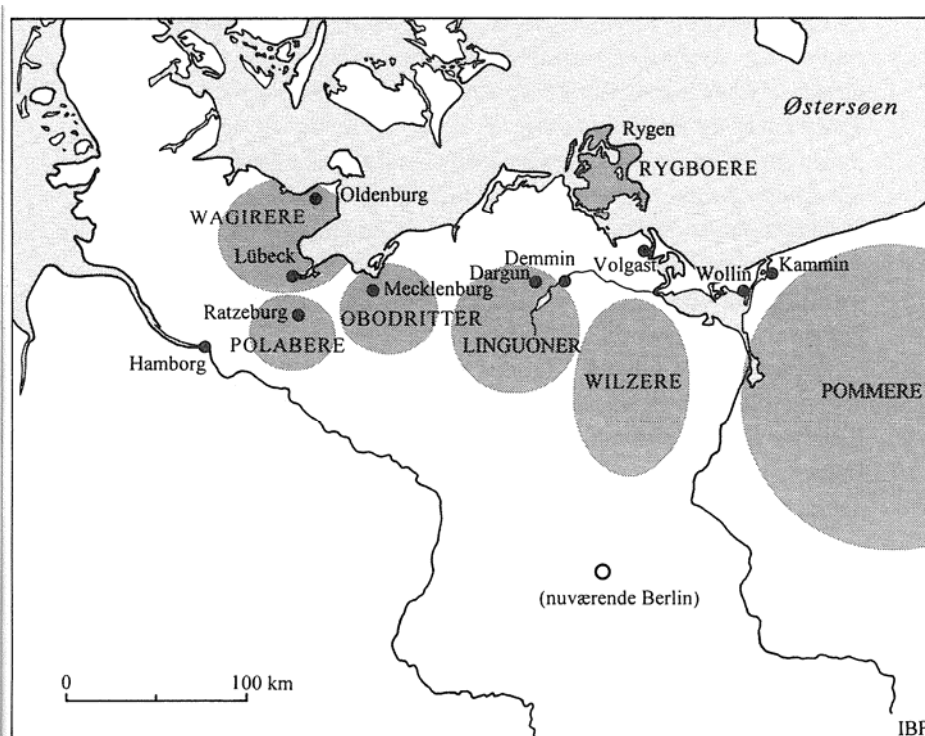 Østersøen
Rygen
RYGBOERE
Oldenburg
WAGIRERE
Lübeck
Demmin
Volgast
Dargun
Wollin
Kammin
Mecklenburg
Ratzeburg
OBODRITTER
POLABERE
LINGUONER
Hamborg
WILZERE
POMMERE
(nuværende Berlin)
0 100 km